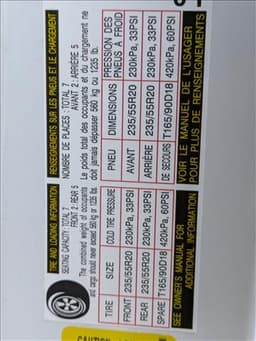 TIRE AND LOADING INFORMATION
SEATING CAPACITY: TOTAL 7
FRONT 2 : REAR 5
The combined weight of occupants
and cargo should never exceed 560 kg or 1235 lbs.
TIRE SIZE COLD TIRE PRESSURE
FRONT 235/55R20 230kPa, 33PSI
REAR 235/55R20 230kPa, 33PSI
SPARE T165/90D18 420kPa, 60PSI
SEE OWNER'S MANUAL FOR
ADDITIONAL INFORMATION
RENSEIGNEMENTS SUR LES PNEUS ET LE CHARGEMENT
NOMBRE DE PLACES : TOTAL 7
AVANT 2 : ARRIÈRE 5
Le poids total des occupants et du chargement ne
doit jamais dépasser 560 kg ou 1235 lb.
PNEU DIMENSIONS PRESSION DES PNEUS À FROID
AVANT 235/55R20 230kPa, 33PSI
ARRIÈRE 235/55R20 230kPa, 33PSI
DE SECOURS T165/90D18 420kPa, 60PSI
VOIR LE MANUEL DE L'USAGER
POUR PLUS DE RENSEIGNEMENTS